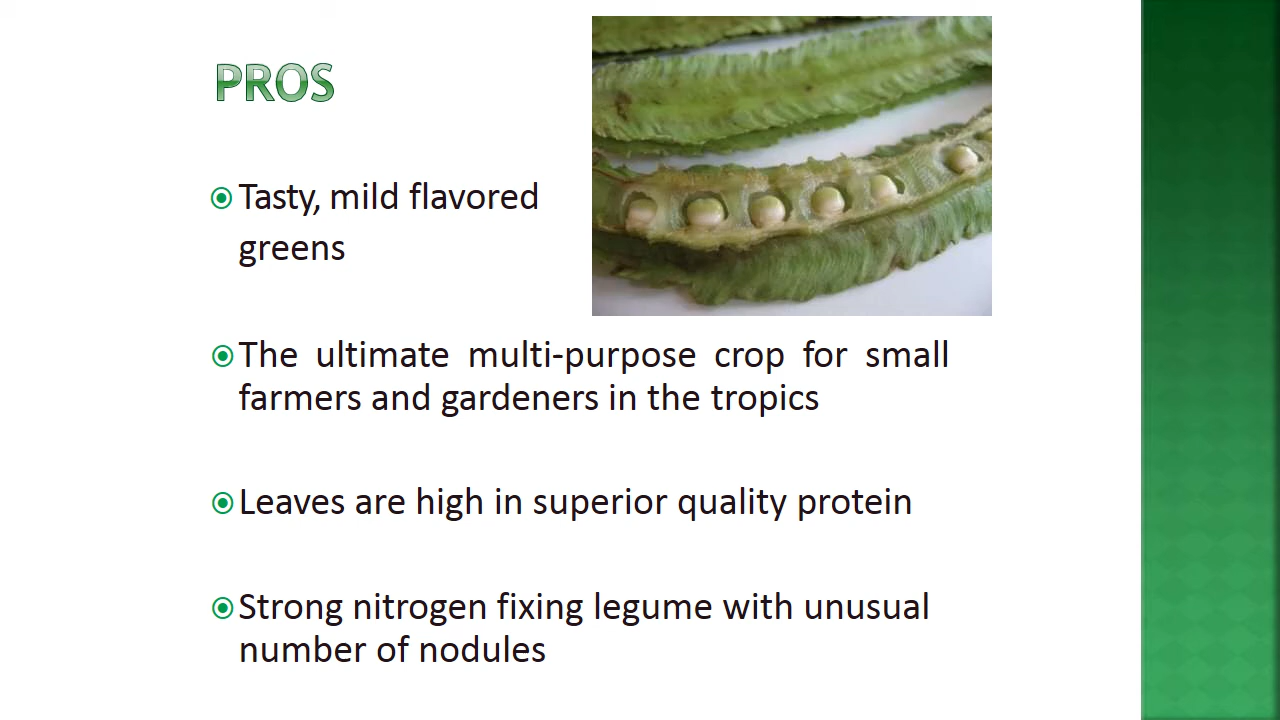 PROS
Tasty, mild flavored
greens
The ultimate multi-purpose crop for small
farmers and gardeners in the tropics
Leaves are high in superior quality protein
Strong nitrogen fixing legume with unusual
number of nodules